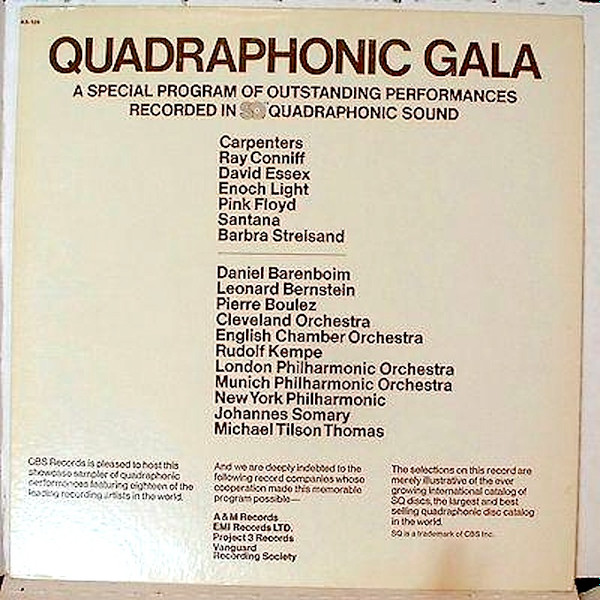 QUADRAPHONIC GALA
A SPECIAL PROGRAM OF OUTSTANDING PERFORMANCES
RECORDED IN SQ QUADRAPHONIC SOUND
Carpenters
Ray Conniff
David Essex
Enoch Light
Pink Floyd
Santana
Barbra Streisand
Daniel Barenboim
Leonard Bernstein
Pierre Boulez
Cleveland Orchestra
English Chamber Orchestra
Rudolf Kempe
London Philharmonic Orchestra
Munich Philharmonic Orchestra
New York Philharmonic
Johannes Somary
Michael Tilson Thomas
CBS Records is pleased to host this
showcase sampler of quadraphonic
performances featuring eighteen of the
leading recording artists in the world.
And we are deeply indebted to the
following record companies whose
cooperation made this memorable
program possible—
A&M Records
EMI Records LTD.
Project 3 Records
Vanguard
Recording Society
The selections on this record are
merely illustrative of the ever
growing international catalog of
SQ discs, the largest and best
selling quadraphonic disc catalog
in the world.
SQ is a trademark of CBS Inc.